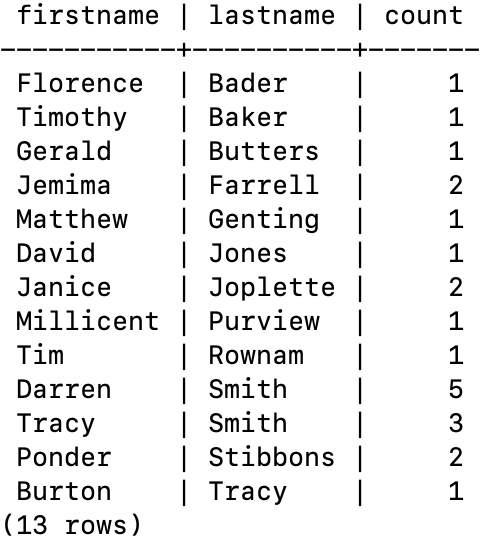 firstname | lastname  | count
-----------+-----------+-------
 Florence  | Bader     |     1
 Timothy   | Baker     |     1
 Gerald    | Butters   |     1
 Jemima    | Farrell   |     2
 Matthew   | Genting   |     1
 David     | Jones     |     1
 Janice    | Joplette  |     2
 Millicent | Purview   |     1
 Tim       | Rownam    |     1
 Darren    | Smith     |     5
 Tracy     | Smith     |     3
 Ponder    | Stibbons  |     2
 Burton    | Tracy     |     1
(13 rows)